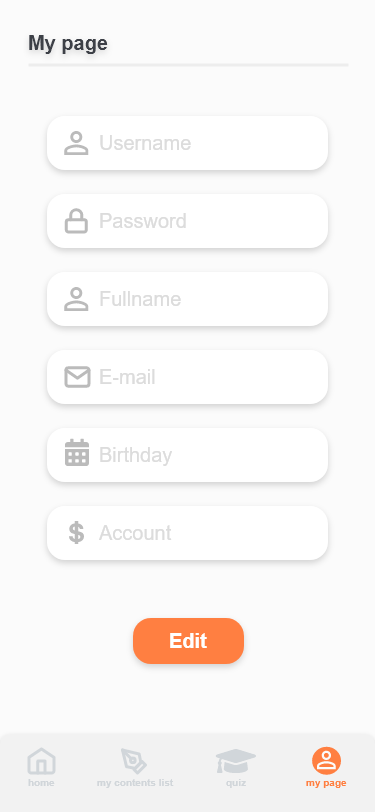 My page
Username
Password
Fullname
E-mail
Birthday
$ Account
Edit
home
my contents list
quiz
my page